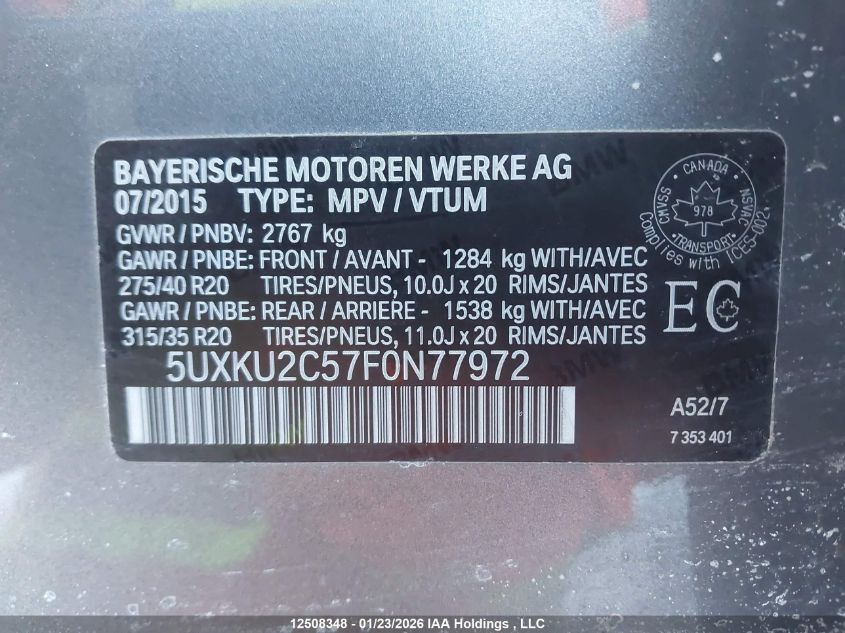 BAYERISCHE MOTOREN WERKE AG
07/2015 TYPE: MPV / VTUM
GVWR / PNBV: 2767 kg
GAWR / PNBE: FRONT / AVANT - 1284 kg WITH/AVEC
275/40 R20 TIRES/PNEUS, 10.0J x 20 RIMS/JANTES
GAWR / PNBE: REAR / ARRIERE - 1538 kg WITH/AVEC
315/35 R20 TIRES/PNEUS, 11.0J x 20 RIMS/JANTES
5UXKU2C57F0N77972
CANADA
CMVSS
NSVAC
978
TRANSPORT
Complies with ICES-002
EC
A52/7
7 353 401
12508348 - 01/23/2026 IAA Holdings , LLC